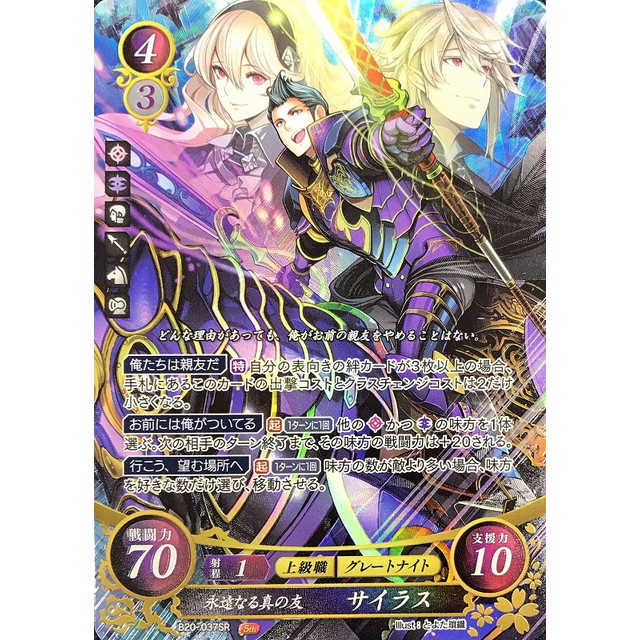 4
3
どんな理由があっても、俺がお前の親友をやめることはない。
俺たちは親友だ 特 自分の表向きの絆カードが3枚以上の場合、
手札にあるこのカードの出撃コストとクラスチェンジコストは2だけ
小さくなる。
お前には俺がついてる 起 1ターンに1回 他の かつ の味方を1体
選ぶ。次の相手のターン終了まで、その味方の戦闘力は+20される。
行こう、望む場所へ 起 1ターンに1回 味方の数が敵より多い場合、味方
を好きな数だけ選び、移動させる。
戦闘力
70
射程 1
上級職 グレートナイト
支援力
10
永遠なる真の友 サイラス
B20-037SR 5th
Illust:とよた瑣織